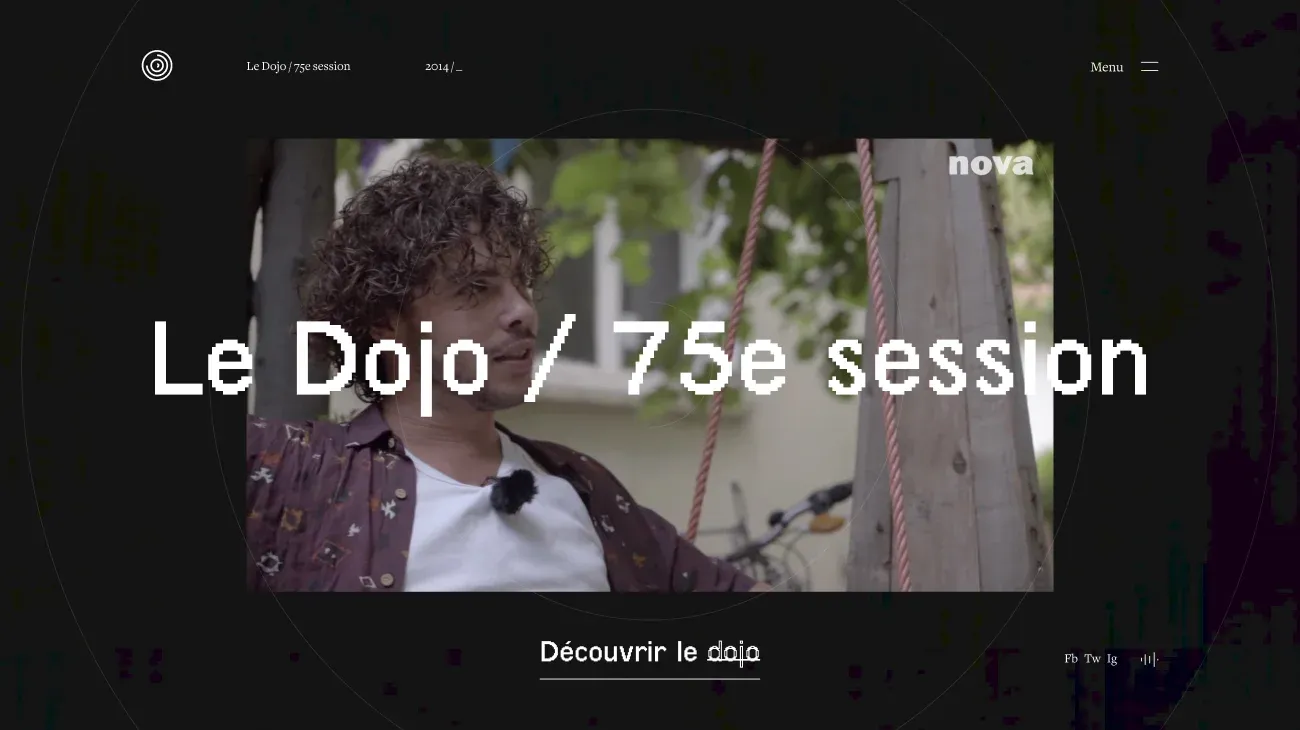 Le Dojo / 75e session
2014 / _
Menu
nova
Le Dojo / 75e session
Découvrir le dojo
Fb Tw Ig